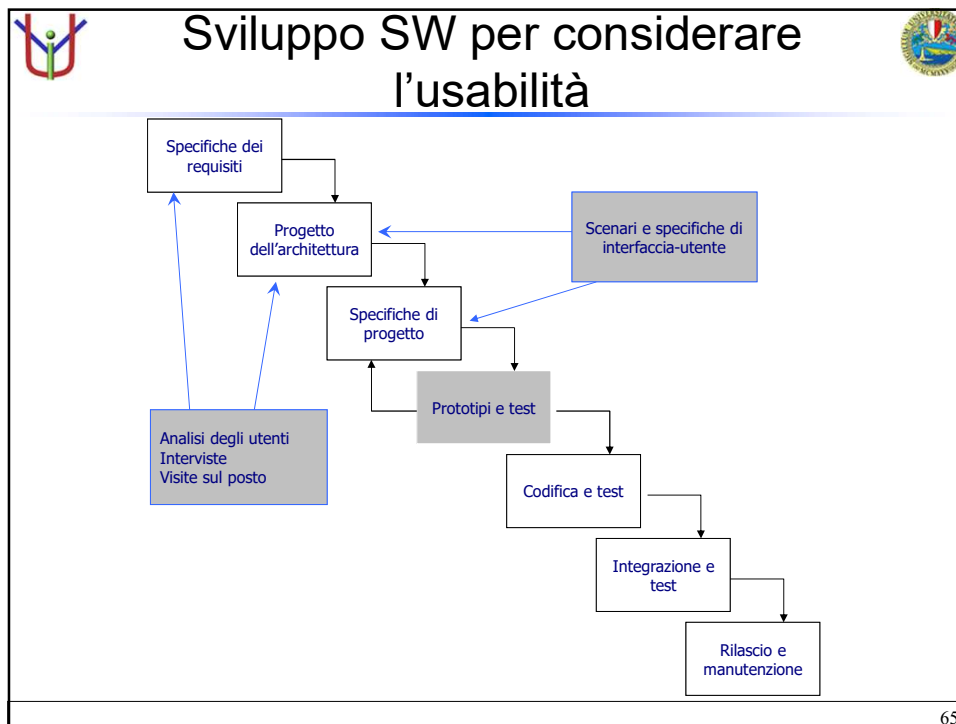 Sviluppo SW per considerare
l'usabilità
Specifiche dei
requisiti
Progetto
dell'architettura
Scenari e specifiche di
interfaccia-utente
Specifiche di
progetto
Prototipi e test
Analisi degli utenti
Interviste
Visite sul posto
Codifica e test
Integrazione e
test
Rilascio e
manutenzione
65